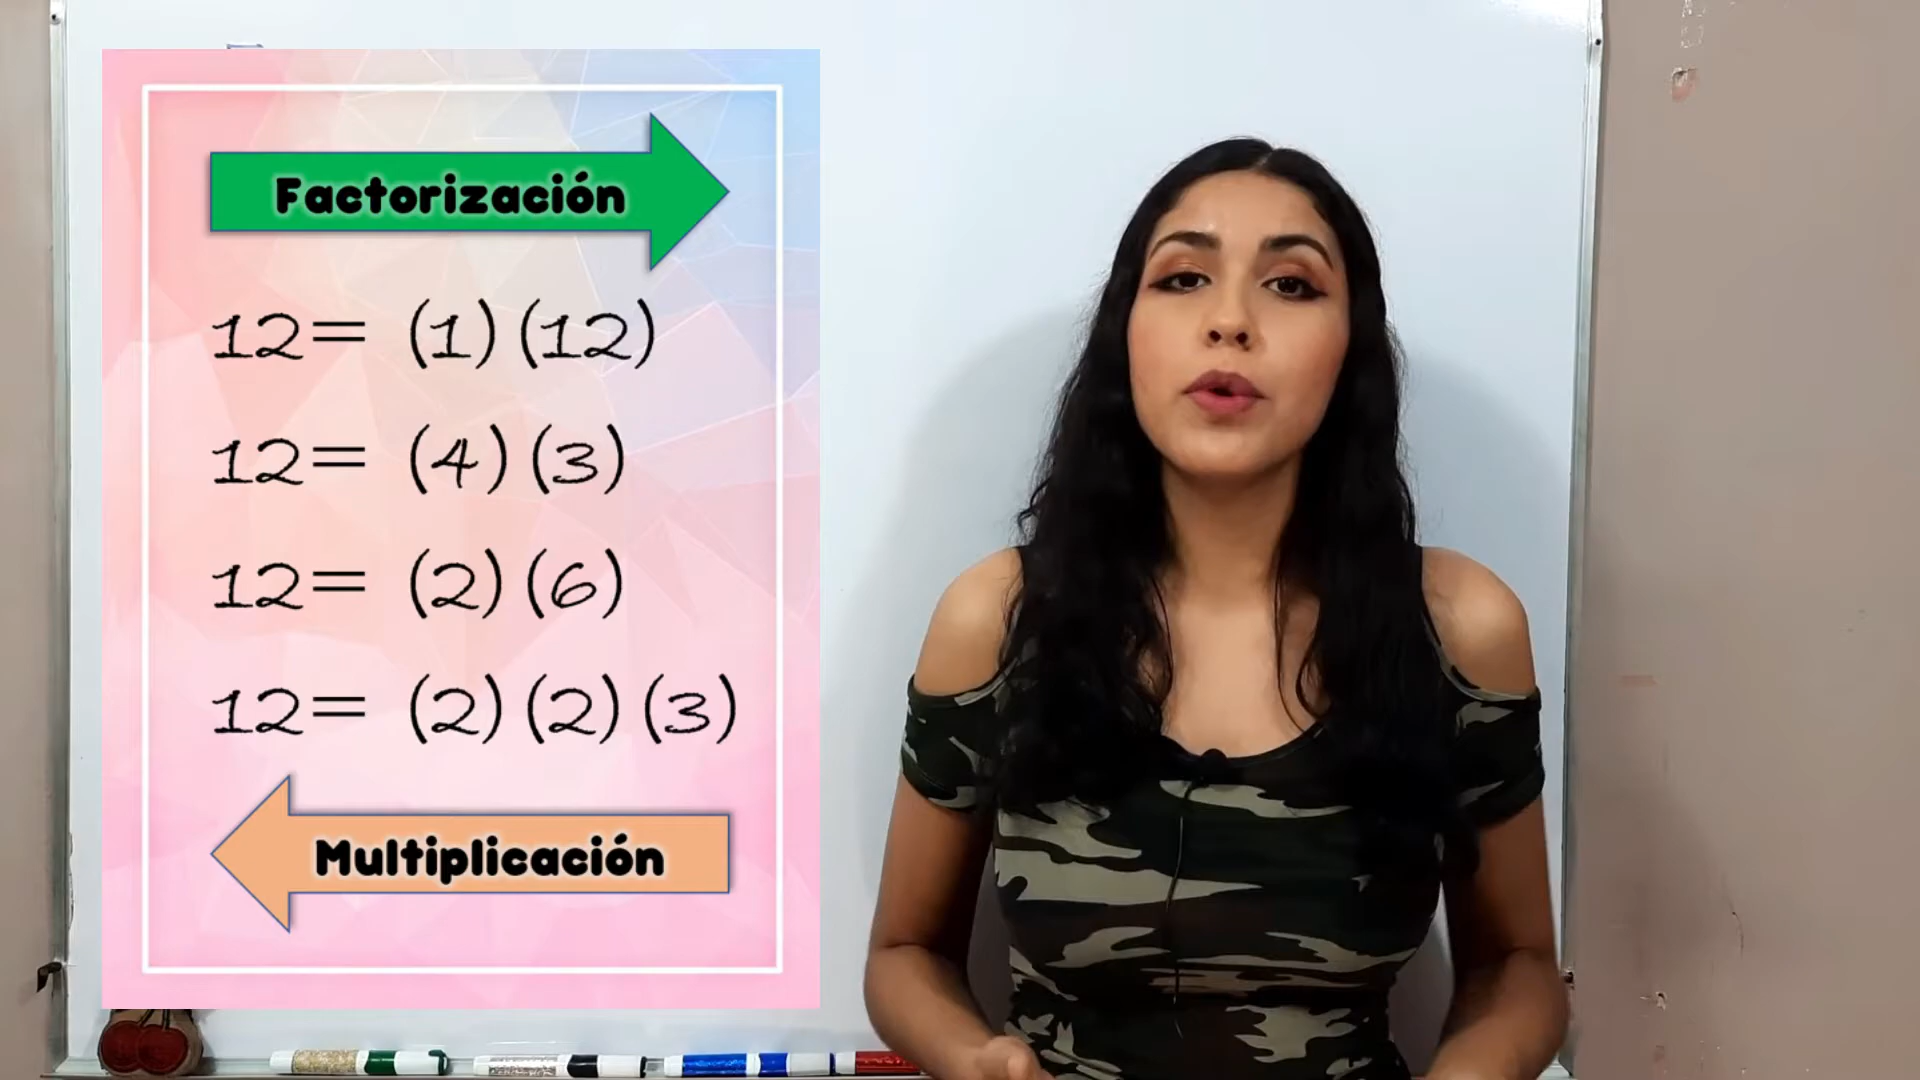 Factorización
12= (1) (12)
12= (4) (3)
12= (2) (6)
12= (2) (2) (3)
Multiplicación